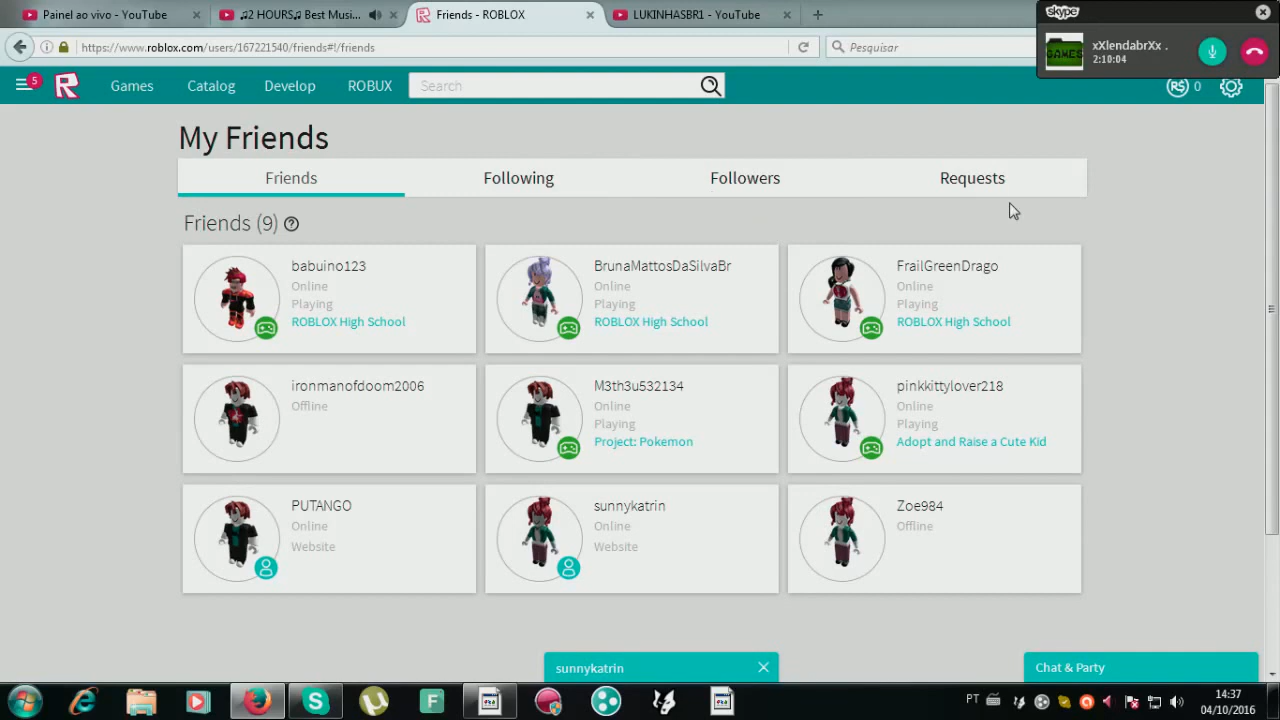 Painel ao vivo - YouTube
♫2 HOURS♫ Best Musi...
Friends - ROBLOX
LUKINHASBR1 - YouTube
skype
xXlendabrXx .
2:10:04
GAMES
https://www.roblox.com/users/167221540/friends#!/friends
Pesquisar
5
Games
Catalog
Develop
ROBUX
Search
R$ 0
My Friends
Friends
Following
Followers
Requests
Friends (9)
babuino123
Online
Playing
ROBLOX High School
BrunaMattosDaSilvaBr
Online
Playing
ROBLOX High School
FrailGreenDrago
Online
Playing
ROBLOX High School
ironmanofdoom2006
Offline
M3th3u532134
Online
Playing
Project: Pokemon
pinkkittylover218
Online
Playing
Adopt and Raise a Cute Kid
PUTANGO
Online
Website
sunnykatrin
Online
Website
Zoe984
Offline
sunnykatrin
Chat & Party
PT
14:37
04/10/2016